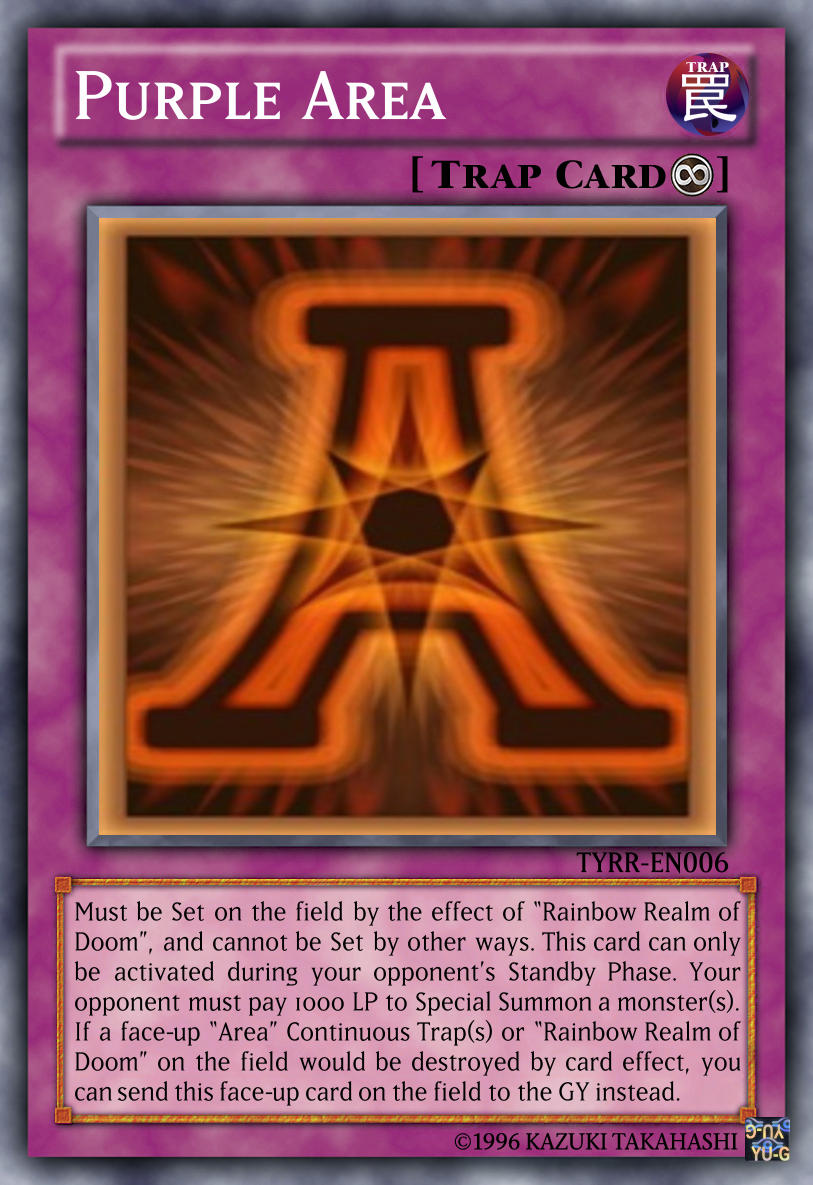 Purple Area
TRAP
罠
[Trap Card♾]
A
TYRR-EN006
Must be Set on the field by the effect of "Rainbow Realm of
Doom", and cannot be Set by other ways. This card can only
be activated during your opponent's Standby Phase. Your
opponent must pay 1000 LP to Special Summon a monster(s).
If a face-up "Area" Continuous Trap(s) or "Rainbow Realm of
Doom" on the field would be destroyed by card effect, you
can send this face-up card on the field to the GY instead.
©1996 KAZUKI TAKAHASHI
YU-G
YU-G